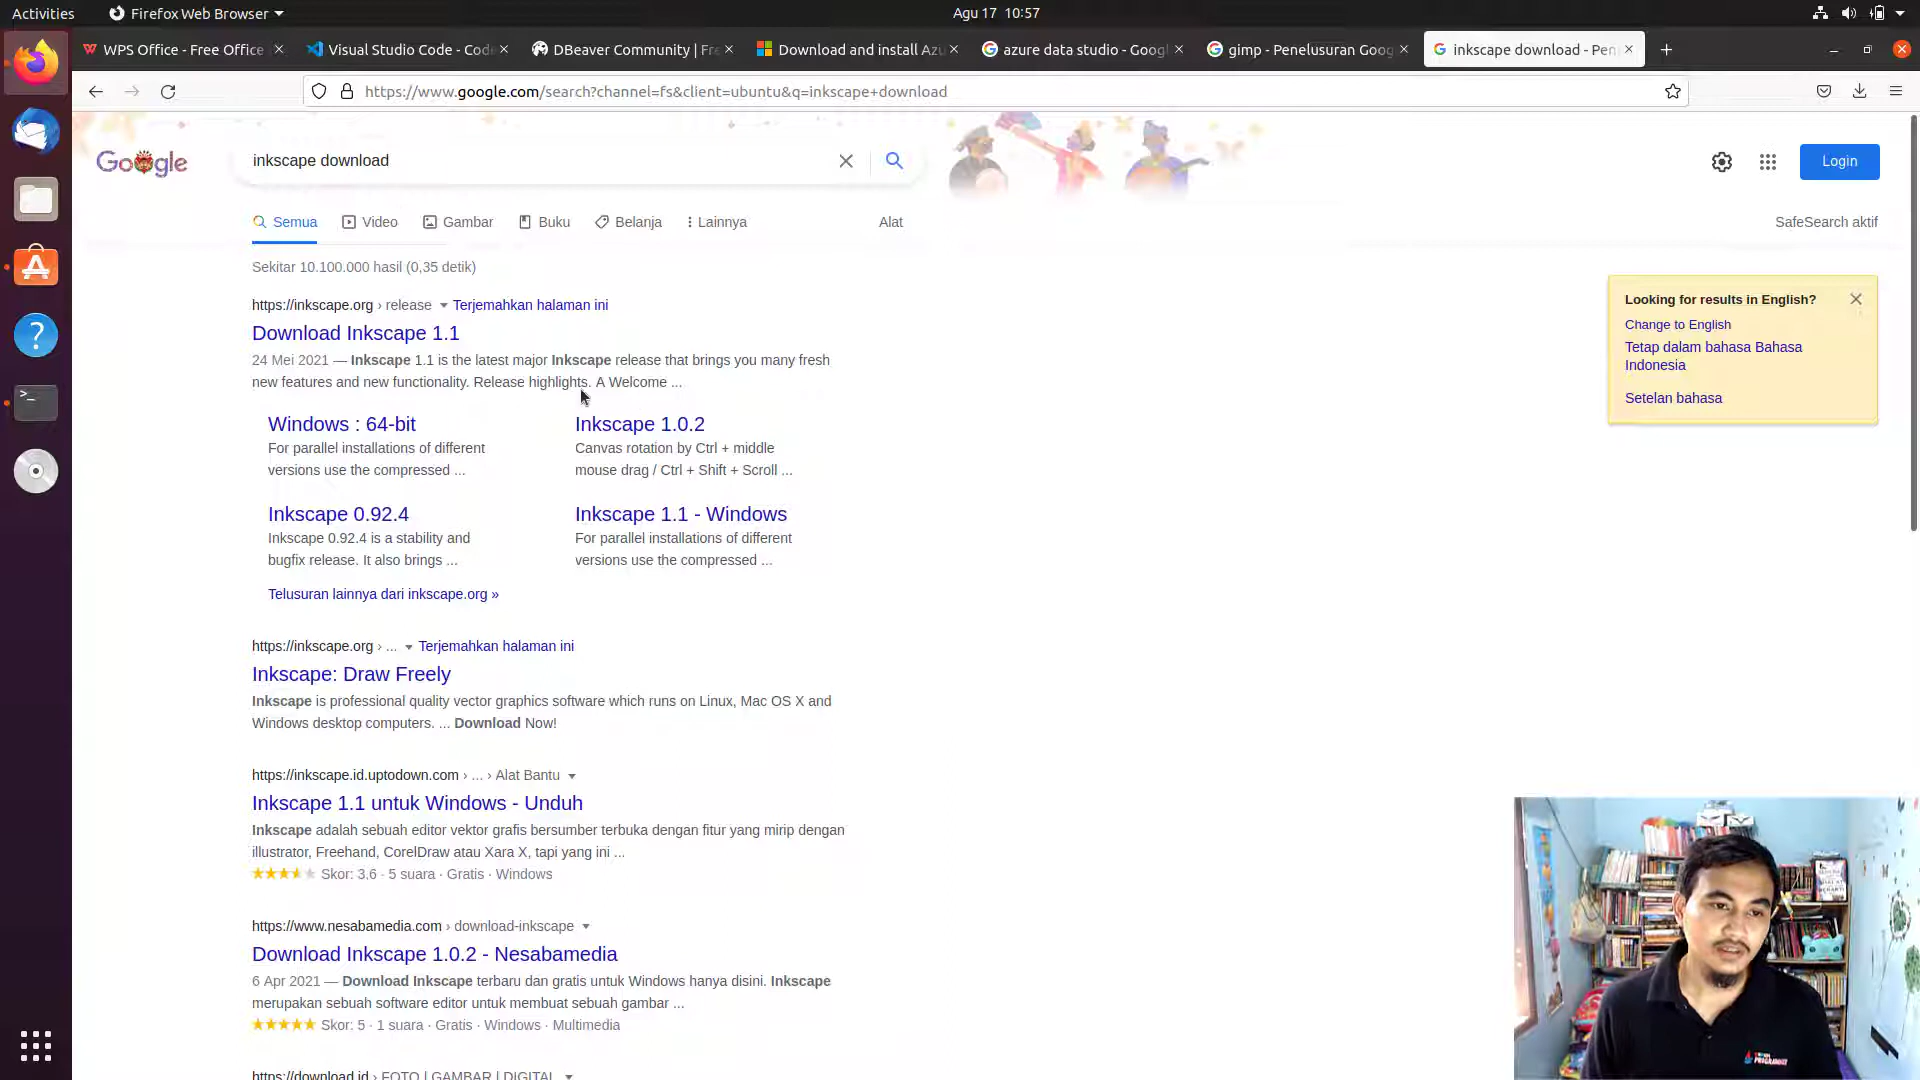 Activities
Firefox Web Browser
Agu 17 10:57
WPS Office - Free Office
Visual Studio Code - Code
DBeaver Community | Fre
Download and install Azu
azure data studio - Googl
gimp - Penelusuran Goog
inkscape download - Pen
https://www.google.com/search?channel=fs&client=ubuntu&q=inkscape+download
Google
inkscape download
Login
Semua
Video
Gambar
Buku
Belanja
Lainnya
Alat
SafeSearch aktif
Sekitar 10.100.000 hasil (0,35 detik)
Looking for results in English?
Change to English
Tetap dalam bahasa Bahasa
Indonesia
Setelan bahasa
https://inkscape.org › release Terjemahkan halaman ini
Download Inkscape 1.1
24 Mei 2021 — Inkscape 1.1 is the latest major Inkscape release that brings you many fresh
new features and new functionality. Release highlights. A Welcome ...
Windows : 64-bit
For parallel installations of different
versions use the compressed ...
Inkscape 1.0.2
Canvas rotation by Ctrl + middle
mouse drag / Ctrl + Shift + Scroll ...
Inkscape 0.92.4
Inkscape 0.92.4 is a stability and
bugfix release. It also brings ...
Inkscape 1.1 - Windows
For parallel installations of different
versions use the compressed ...
Telusuran lainnya dari inkscape.org »
https://inkscape.org › ... Terjemahkan halaman ini
Inkscape: Draw Freely
Inkscape is professional quality vector graphics software which runs on Linux, Mac OS X and
Windows desktop computers. ... Download Now!
https://inkscape.id.uptodown.com › ... › Alat Bantu
Inkscape 1.1 untuk Windows - Unduh
Inkscape adalah sebuah editor vektor grafis bersumber terbuka dengan fitur yang mirip dengan
illustrator, Freehand, CorelDraw atau Xara X, tapi yang ini ...
Skor: 3.6 · 5 suara · Gratis · Windows
https://www.nesabamedia.com › download-inkscape
Download Inkscape 1.0.2 - Nesabamedia
6 Apr 2021 — Download Inkscape terbaru dan gratis untuk Windows hanya disini. Inkscape
merupakan sebuah software editor untuk membuat sebuah gambar ...
Skor: 5 · 1 suara · Gratis · Windows · Multimedia
https://download.id › FOTO | GAMBAR | DIGITAL